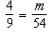 4/9 = m/54